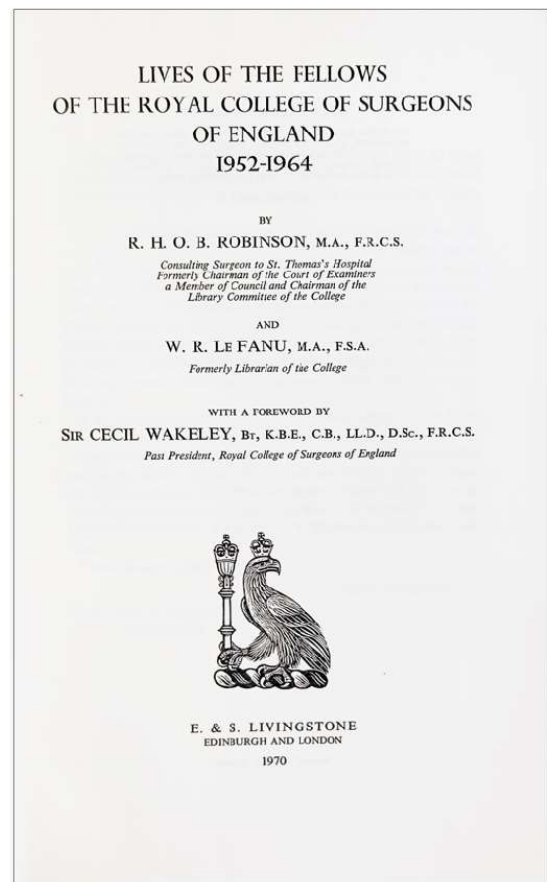 LIVES OF THE FELLOWS
OF THE ROYAL COLLEGE OF SURGEONS
OF ENGLAND
1952-1964
BY
R. H. O. B. ROBINSON, M.A., F.R.C.S.
Consulting Surgeon to St. Thomas's Hospital
Formerly Chairman of the Court of Examiners
a Member of Council and Chairman of the
Library Committee of the College
AND
W. R. LE FANU, M.A., F.S.A.
Formerly Librarian of the College
WITH A FOREWORD BY
SIR CECIL WAKELEY, BT, K.B.E., C.B., LL.D., D.SC., F.R.C.S.
Past President, Royal College of Surgeons of England
E. & S. LIVINGSTONE
EDINBURGH AND LONDON
1970